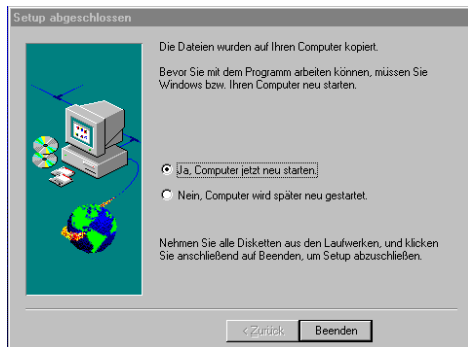 Setup abgeschlossen
Die Dateien wurden auf Ihren Computer kopiert.
Bevor Sie mit dem Programm arbeiten können, müssen Sie
Windows bzw. Ihren Computer neu starten.
Ja, Computer jetzt neu starten.
Nein, Computer wird später neu gestartet.
Nehmen Sie alle Disketten aus den Laufwerken, und klicken
Sie anschließend auf Beenden, um Setup abzuschließen.
< Zurück Beenden